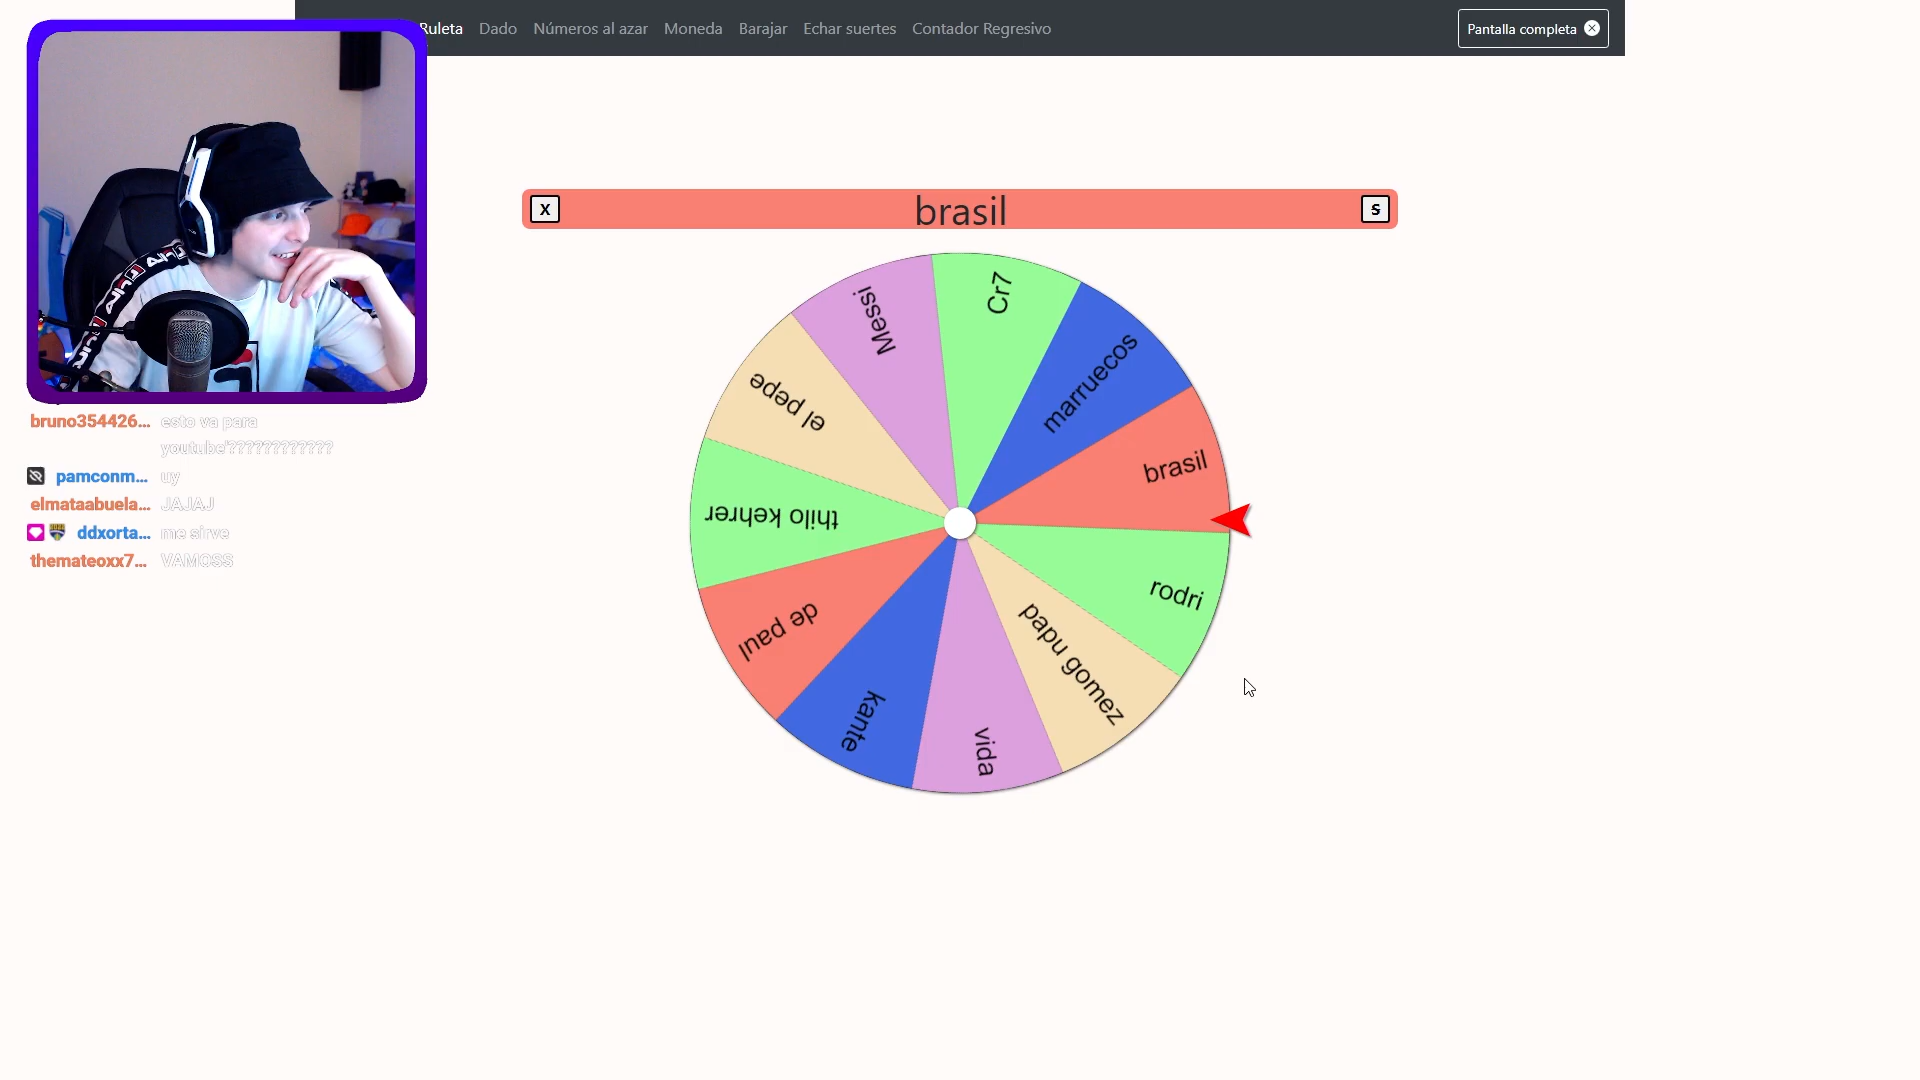 Ruleta Dado Números al azar Moneda Barajar Echar suertes Contador Regresivo
Pantalla completa
X brasil S
Cr7
marruecos
brasil
rodri
papu gomez
vida
kante
de paul
thilo kehrer
el pepe
Messi
bruno354426... esto va para
youtube'????????????
pamconm... uy
elmataabuela... JAJAJ
ddxorta... me sirve
themateoxx7... VAMOSS